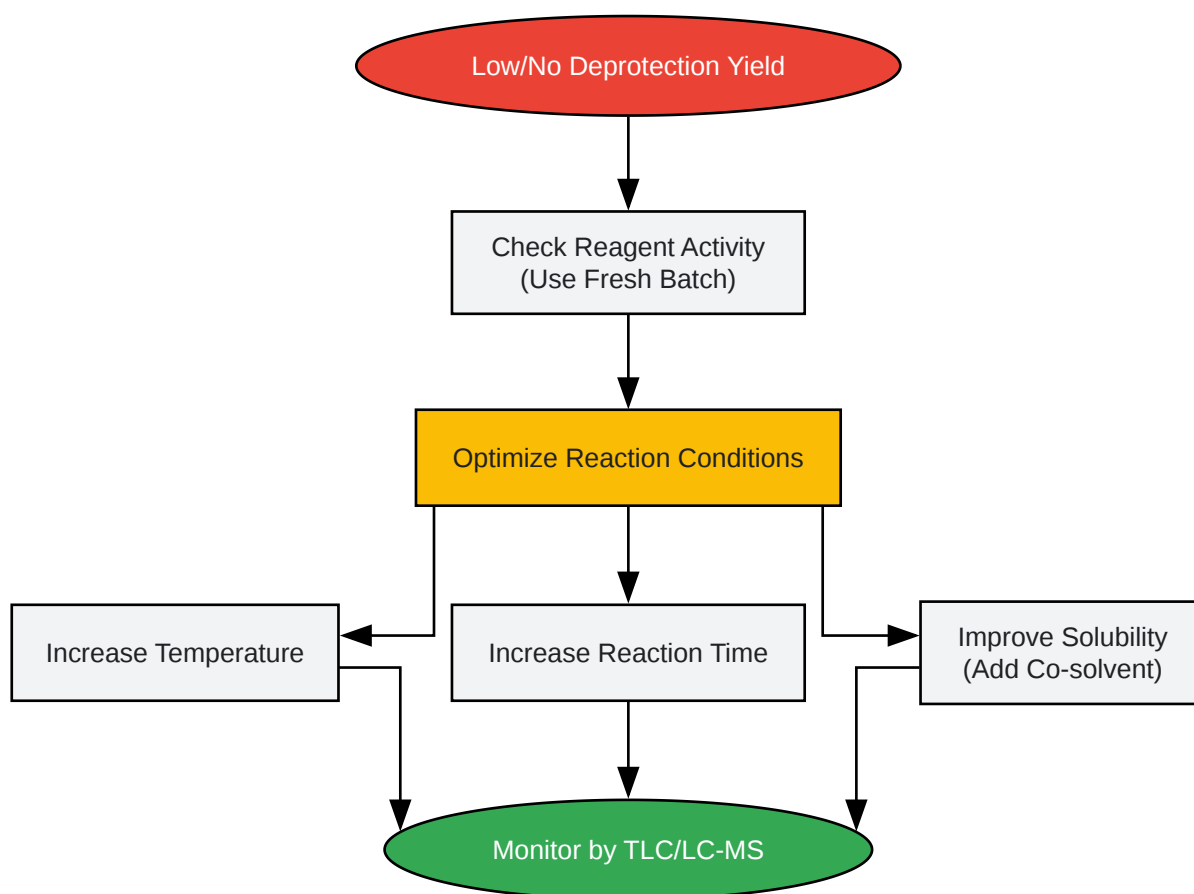 Low/No Deprotection Yield
Check Reagent Activity
(Use Fresh Batch)
Optimize Reaction Conditions
Increase Temperature
Increase Reaction Time
Improve Solubility
(Add Co-solvent)
Monitor by TLC/LC-MS